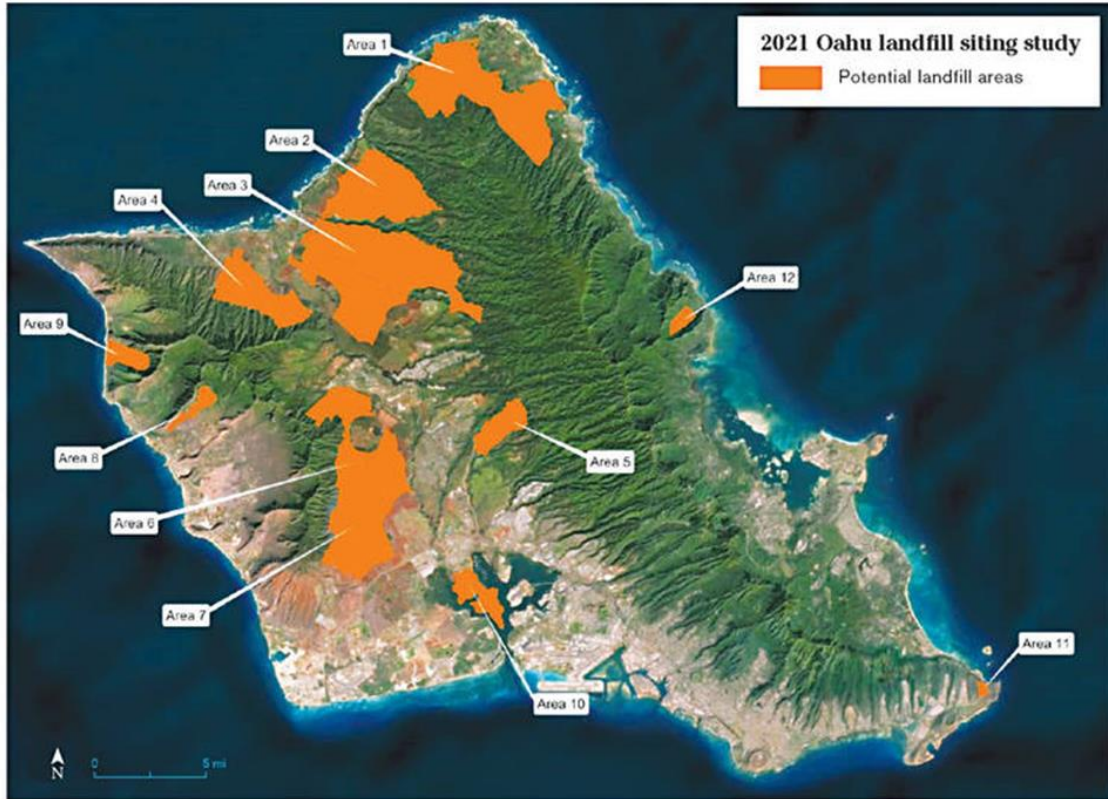 2021 Oahu landfill siting study
Potential landfill areas
Area 1
Area 2
Area 3
Area 4
Area 12
Area 9
Area 8
Area 5
Area 6
Area 7
Area 11
Area 10
N
0 5 mi